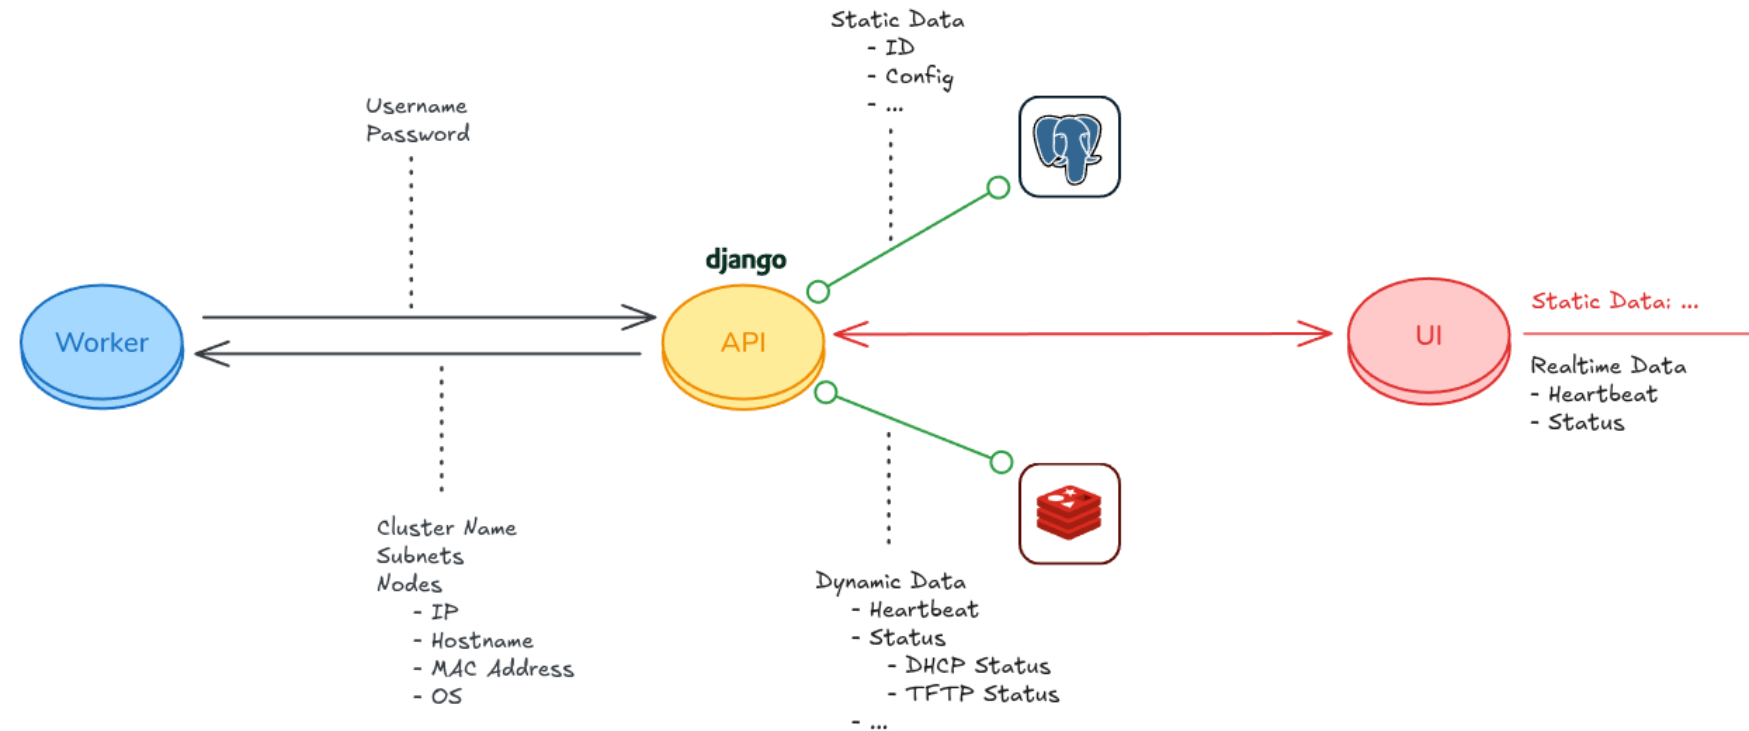 Static Data
- ID
- Config
- ...
Username
Password
django
Worker
API
UI
Static Data: ...
Realtime Data
- Heartbeat
- Status
Cluster Name
Subnets
Nodes
- IP
- Hostname
- MAC Address
- OS
Dynamic Data
- Heartbeat
- Status
- DHCP Status
- TFTP Status
- ...